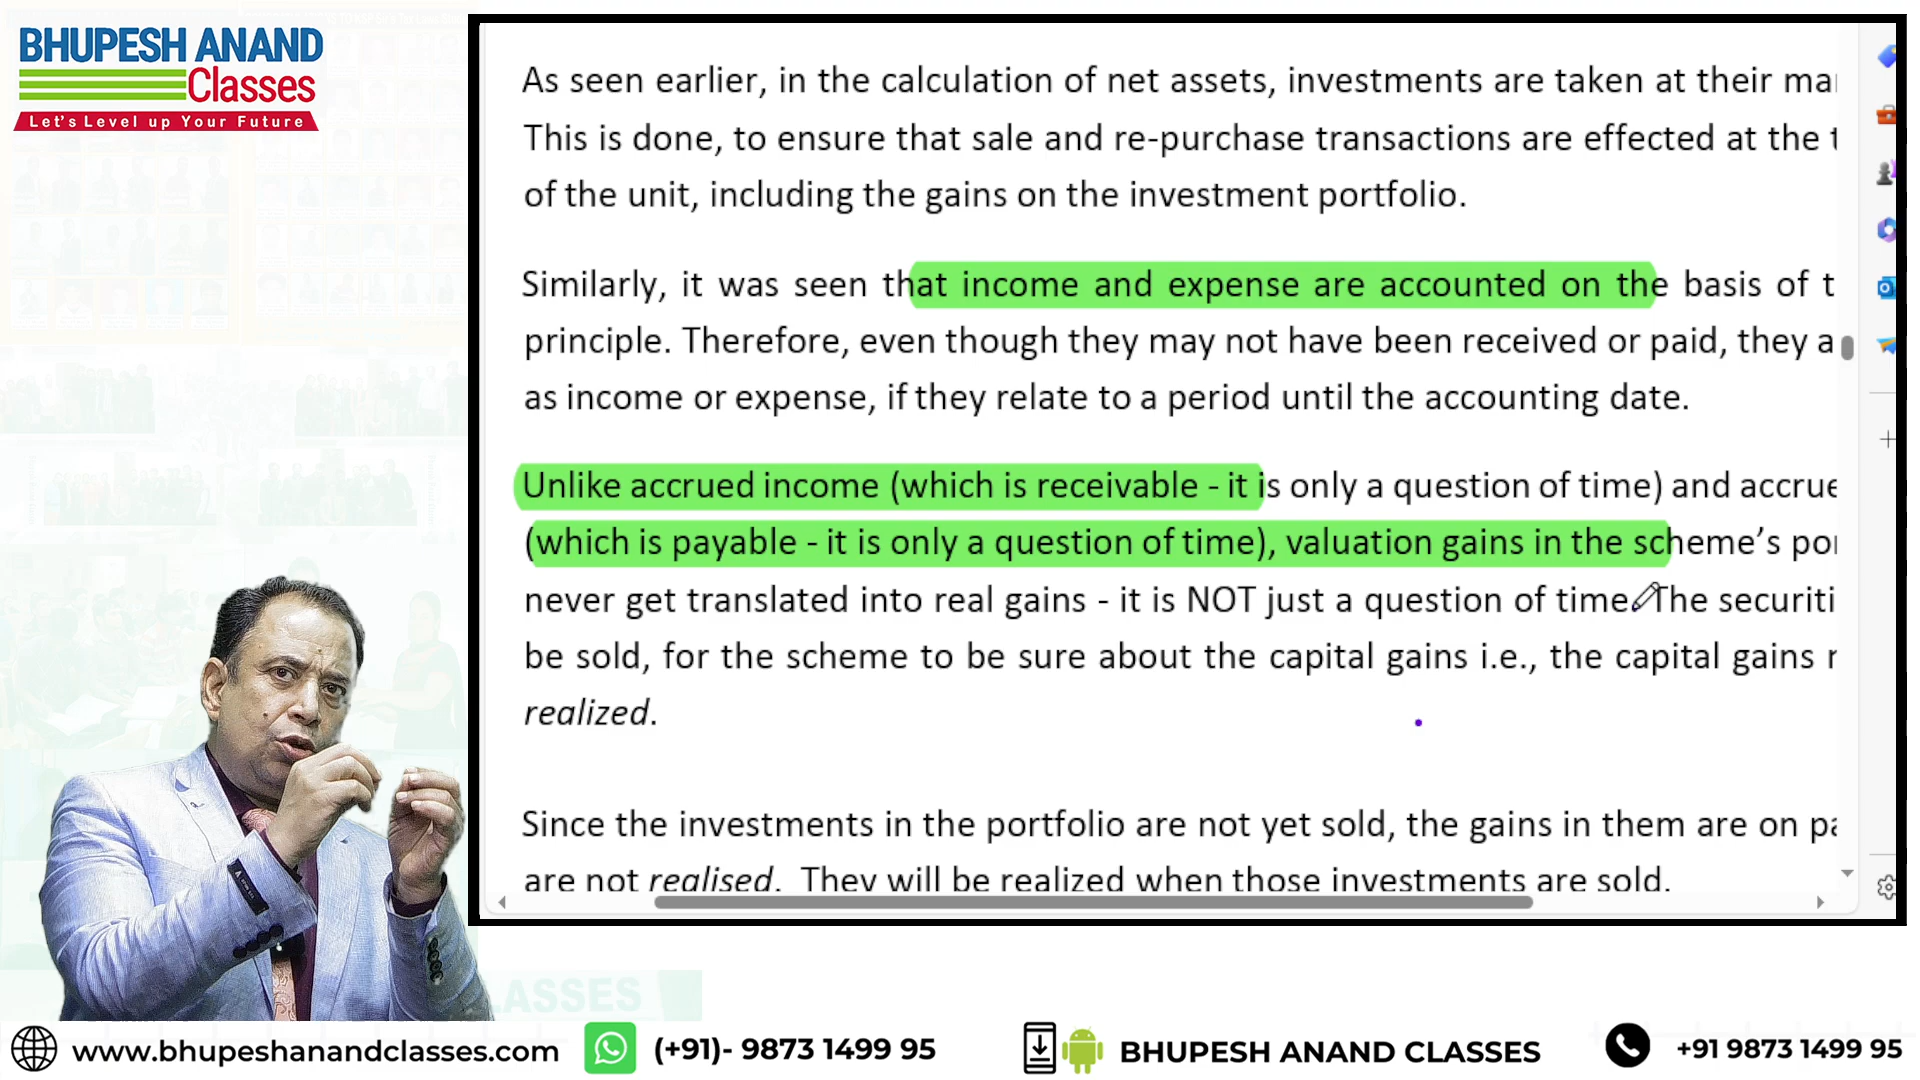 BHUPESH ANAND
Classes
Let's Level up Your Future
As seen earlier, in the calculation of net assets, investments are taken at their
This is done, to ensure that sale and re-purchase transactions are effected at the
of the unit, including the gains on the investment portfolio.
Similarly, it was seen that income and expense are accounted on the basis of
principle. Therefore, even though they may not have been received or paid, they
as income or expense, if they relate to a period until the accounting date.
Unlike accrued income (which is receivable - it is only a question of time) and
(which is payable - it is only a question of time), valuation gains in the scheme's
never get translated into real gains - it is NOT just a question of time. The
be sold, for the scheme to be sure about the capital gains i.e., the capital gains
realized.
Since the investments in the portfolio are not yet sold, the gains in them are on
are not realised. They will be realized when those investments are sold.
CLASSES
www.bhupeshanandclasses.com
(+91)- 9873 1499 95
BHUPESH ANAND CLASSES
+91 9873 1499 95